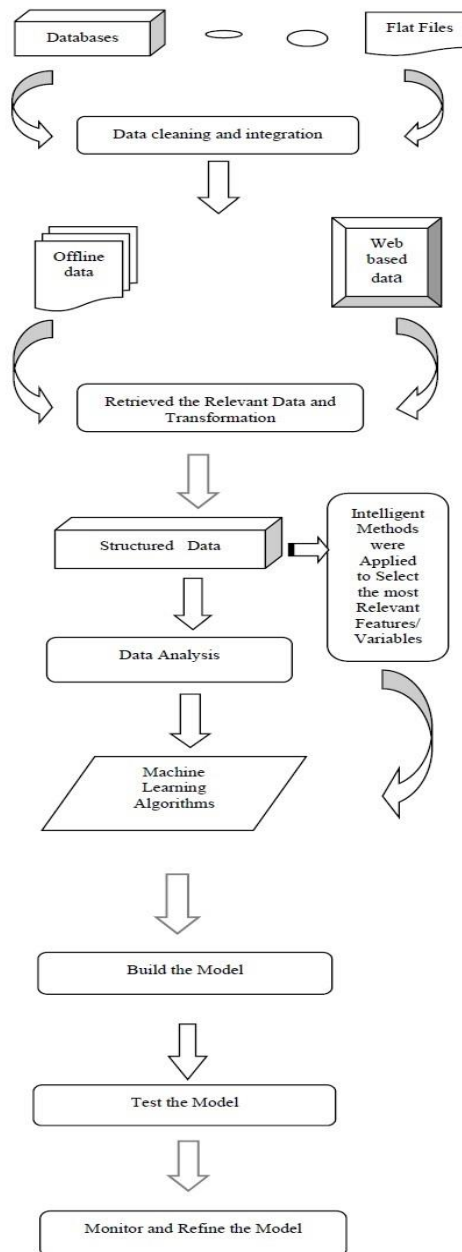 Databases
Flat Files
Data cleaning and integration
Offline
data
Web
based
data
Retrieved the Relevant Data and
Transformation
Structured Data
Intelligent
Methods
were
Applied
to Select
the most
Relevant
Features/
Variables
Data Analysis
Machine
Learning
Algorithms
Build the Model
Test the Model
Monitor and Refine the Model